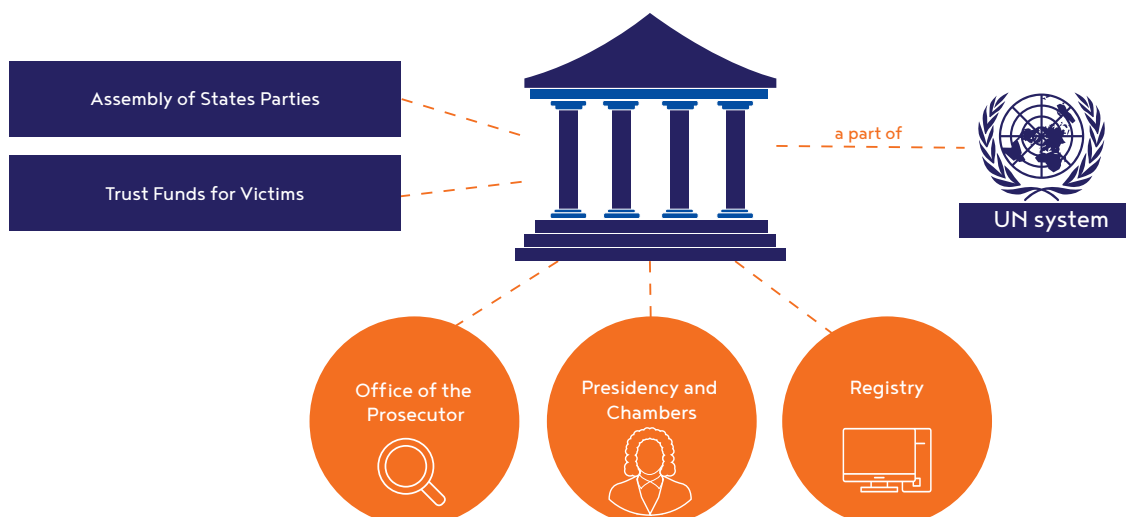 Assembly of States Parties
Trust Funds for Victims
a part of
UN system
Office of the
Prosecutor
Presidency and
Chambers
Registry